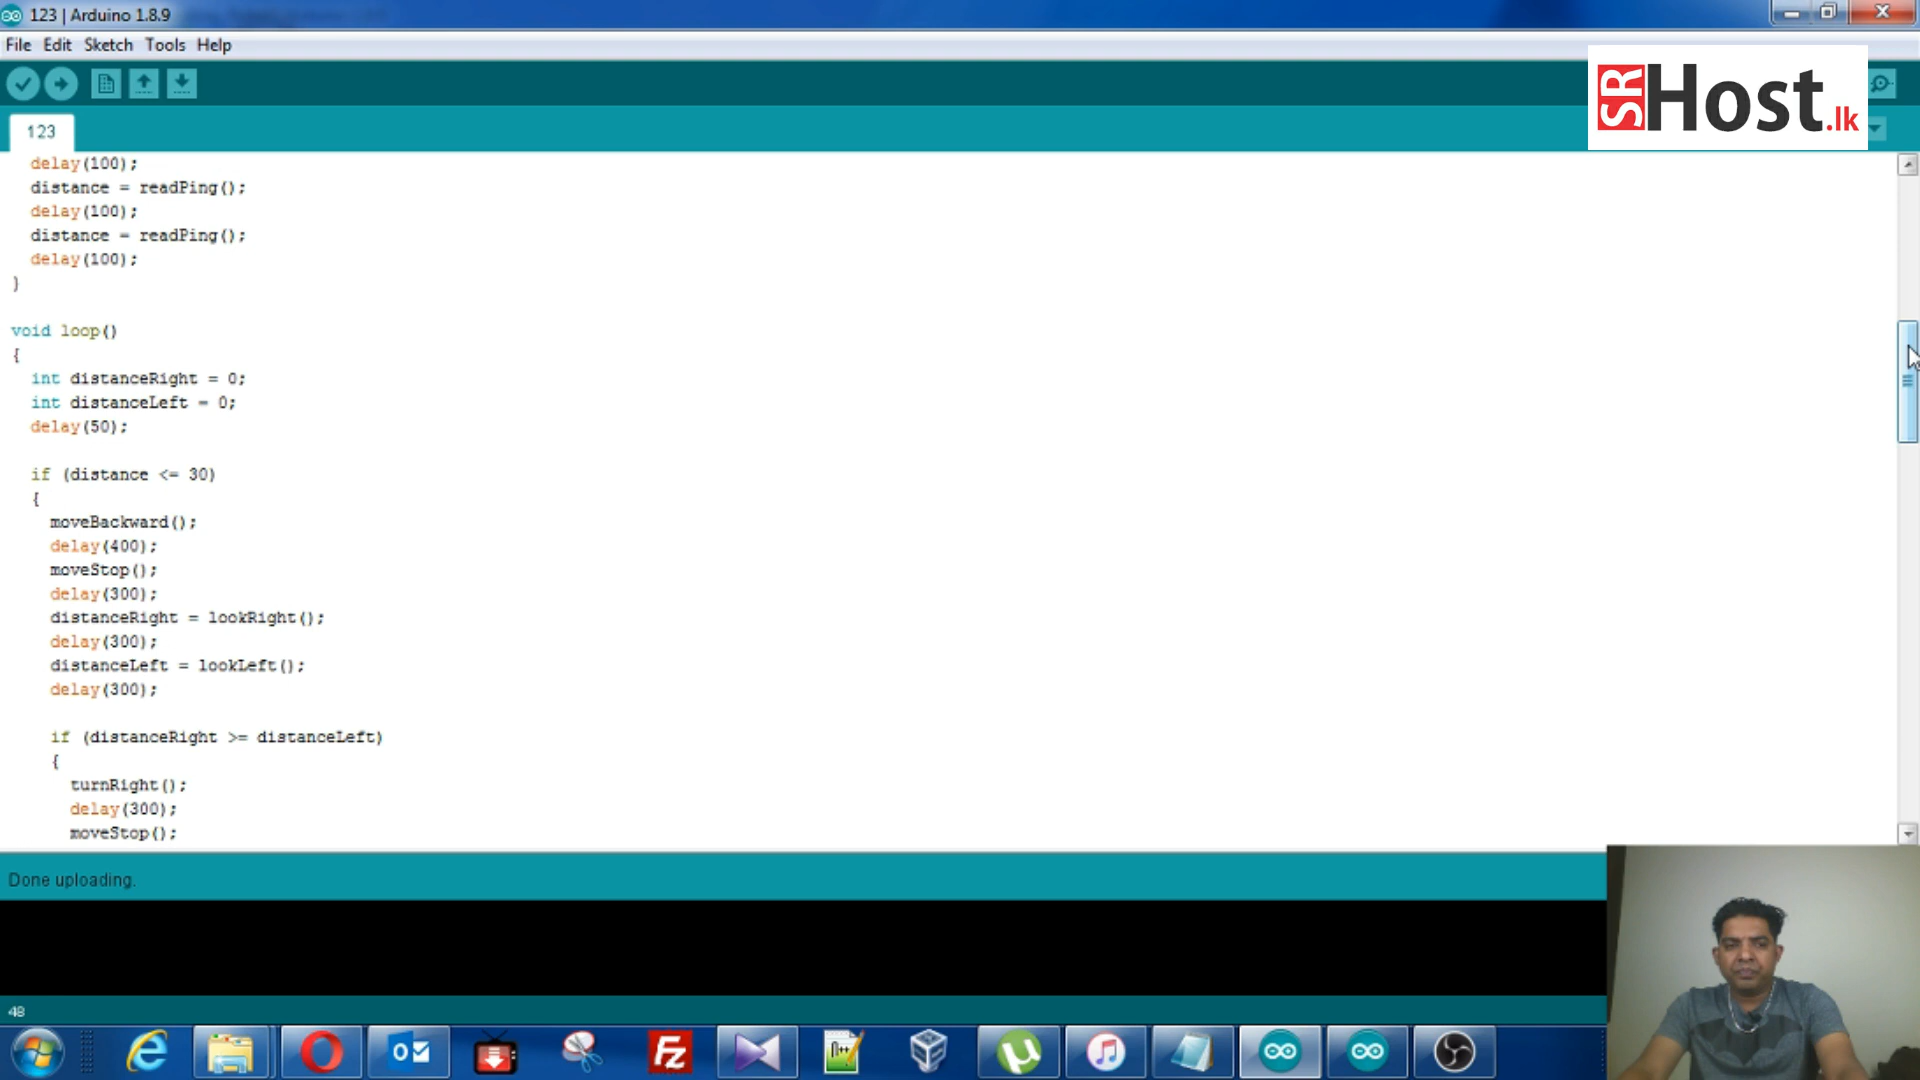 123 | Arduino 1.8.9
File Edit Sketch Tools Help
SR Host.lk
123
delay(100);
distance = readPing();
delay(100);
distance = readPing();
delay(100);
}
void loop()
{
int distanceRight = 0;
int distanceLeft = 0;
delay(50);
if (distance <= 30)
{
moveBackward();
delay(400);
moveStop();
delay(300);
distanceRight = lookRight();
delay(300);
distanceLeft = lookLeft();
delay(300);
if (distanceRight >= distanceLeft)
{
turnRight();
delay(300);
moveStop();
Done uploading.
48